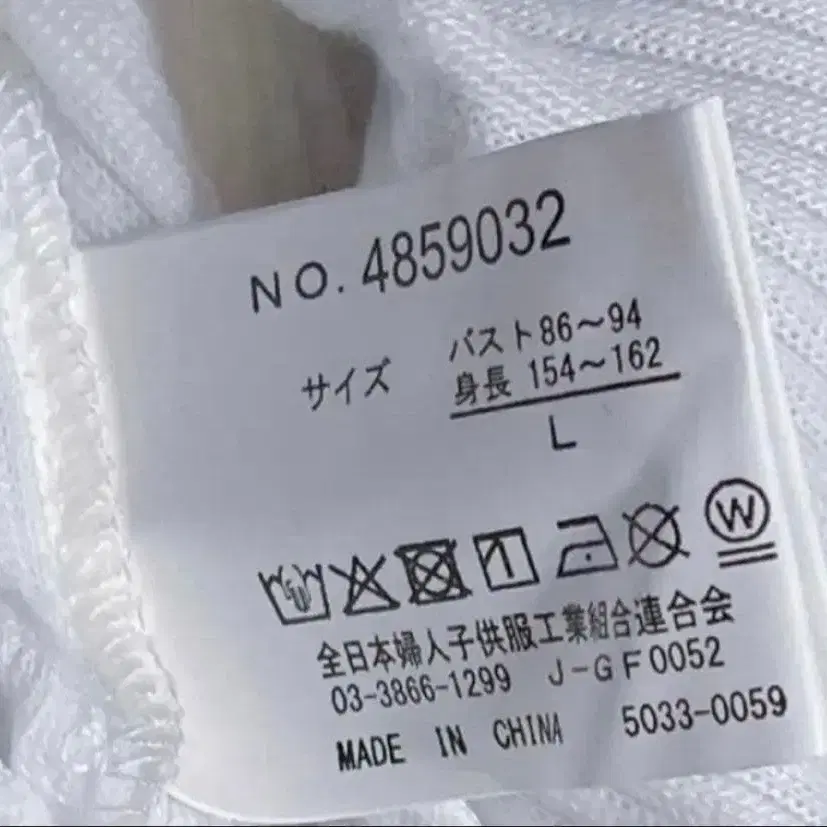 NO. 4859032
バスト86～94
サイズ 身長 154～162
L
W
全日本婦人子供服工業組合連合会
03-3866-1299 J-GF0052
MADE IN CHINA 5033-0059